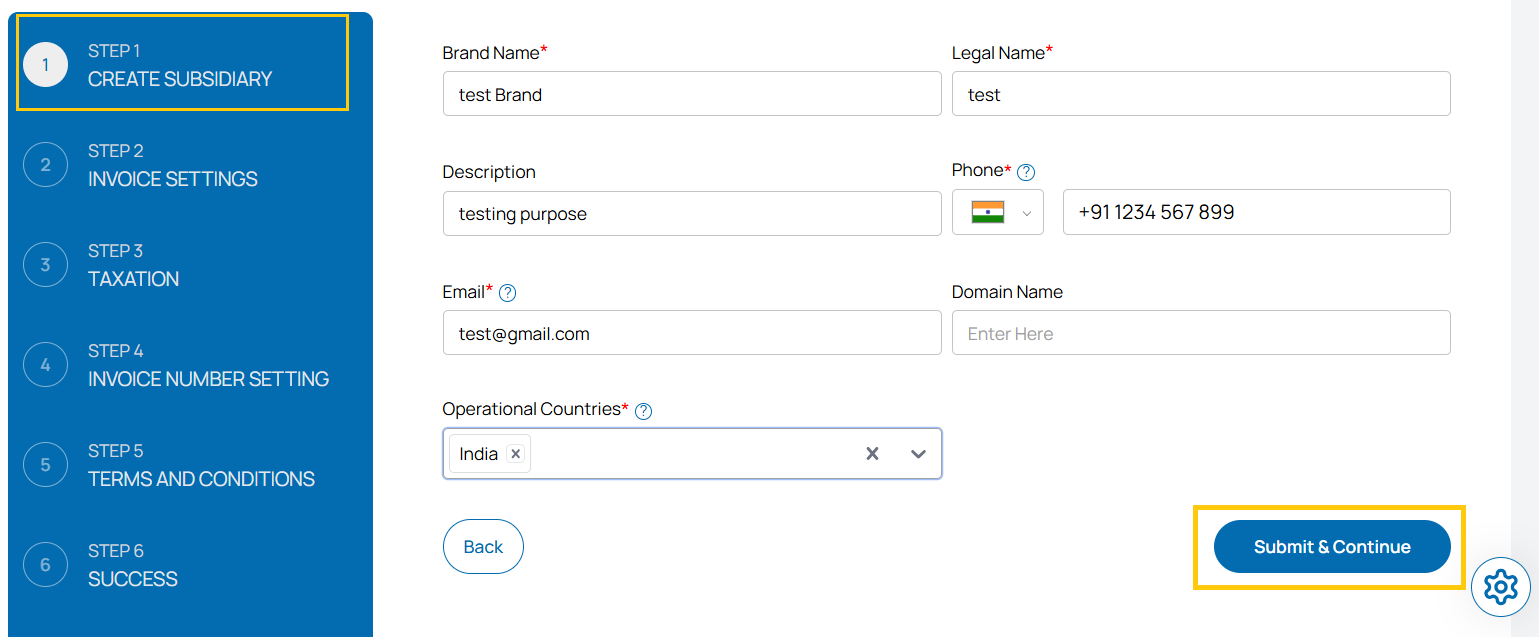 1
STEP 1
CREATE SUBSIDIARY
2
STEP 2
INVOICE SETTINGS
3
STEP 3
TAXATION
4
STEP 4
INVOICE NUMBER SETTING
5
STEP 5
TERMS AND CONDITIONS
6
STEP 6
SUCCESS
Brand Name*
test Brand
Legal Name*
test
Description
testing purpose
Phone* ?
+91 1234 567 899
Email* ?
test@gmail.com
Domain Name
Enter Here
Operational Countries* ?
India
Back
Submit & Continue